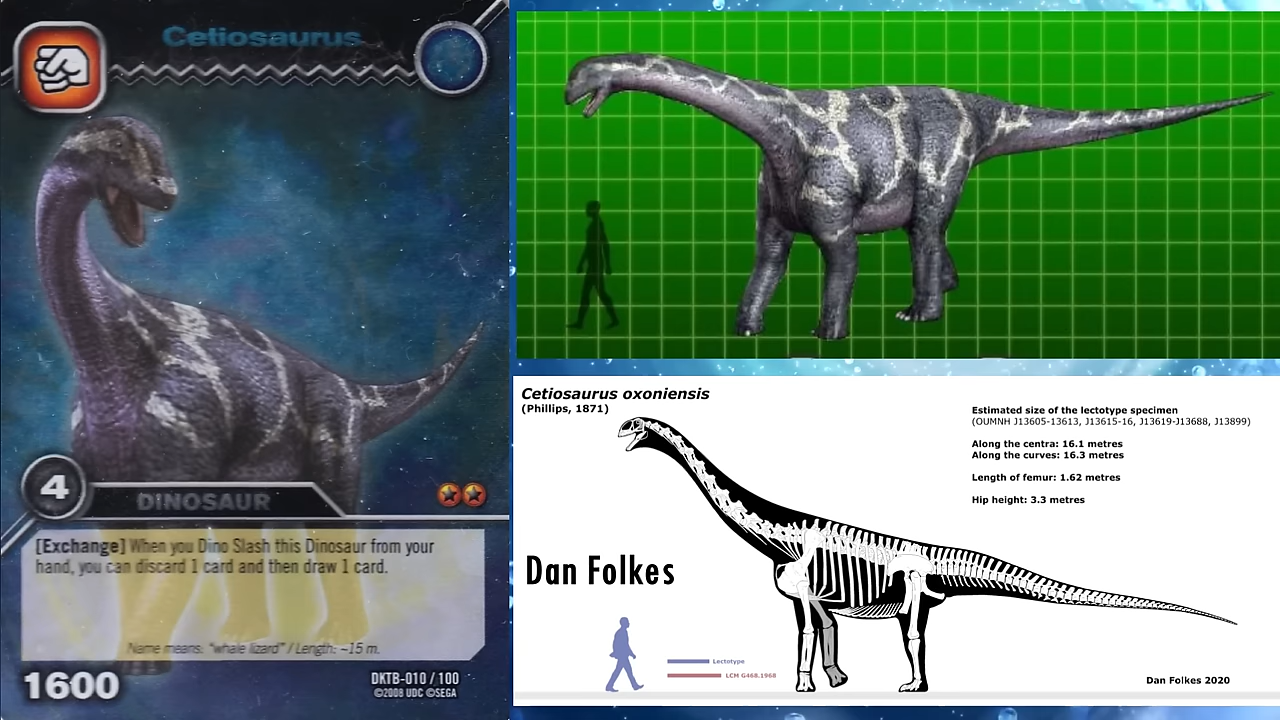 Cetiosaurus
4
DINOSAUR
[Exchange] When you Dino Slash this Dinosaur from your
hand, you can discard 1 card and then draw 1 card.
Name means: "whale lizard" / Length: ~15 m.
1600
DKTB-010 / 100
©2008 UDC ©SEGA
Cetiosaurus oxoniensis
(Phillips, 1871)
Estimated size of the lectotype specimen
(OUMNH J13605-13613, J13615-16, J13619-J13688, J13899)
Along the centra: 16.1 metres
Along the curves: 16.3 metres
Length of femur: 1.62 metres
Hip height: 3.3 metres
Dan Folkes
Lectotype
LCM G468.1968
Dan Folkes 2020